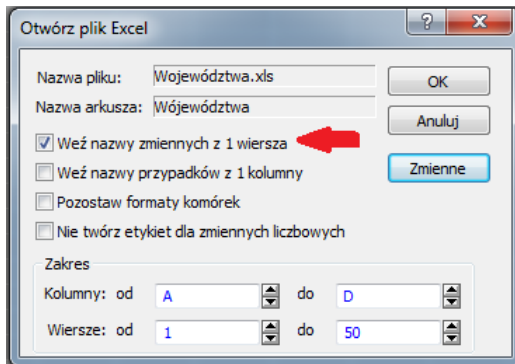 Otwórz plik Excel
?
X
Nazwa pliku: Województwa.xls
OK
Nazwa arkusza: Wójewództwa
Anuluj
Weź nazwy zmiennych z 1 wiersza
Weź nazwy przypadków z 1 kolumny
Zmienne
Pozostaw formaty komórek
Nie twórz etykiet dla zmiennych liczbowych
Zakres
Kolumny: od A do D
Wiersze: od 1 do 50